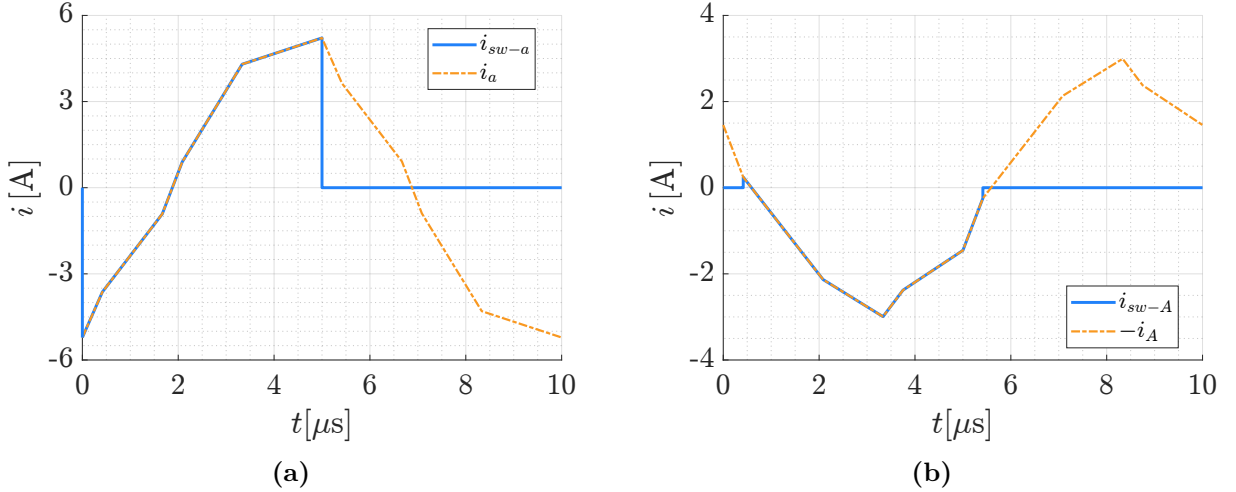 6
3
0
-3
-6
i [A]
i_{sw-a}
i_a
0 2 4 6 8 10
t[μs]
(a)
4
2
0
-2
-4
i [A]
i_{sw-A}
-i_A
0 2 4 6 8 10
t[μs]
(b)